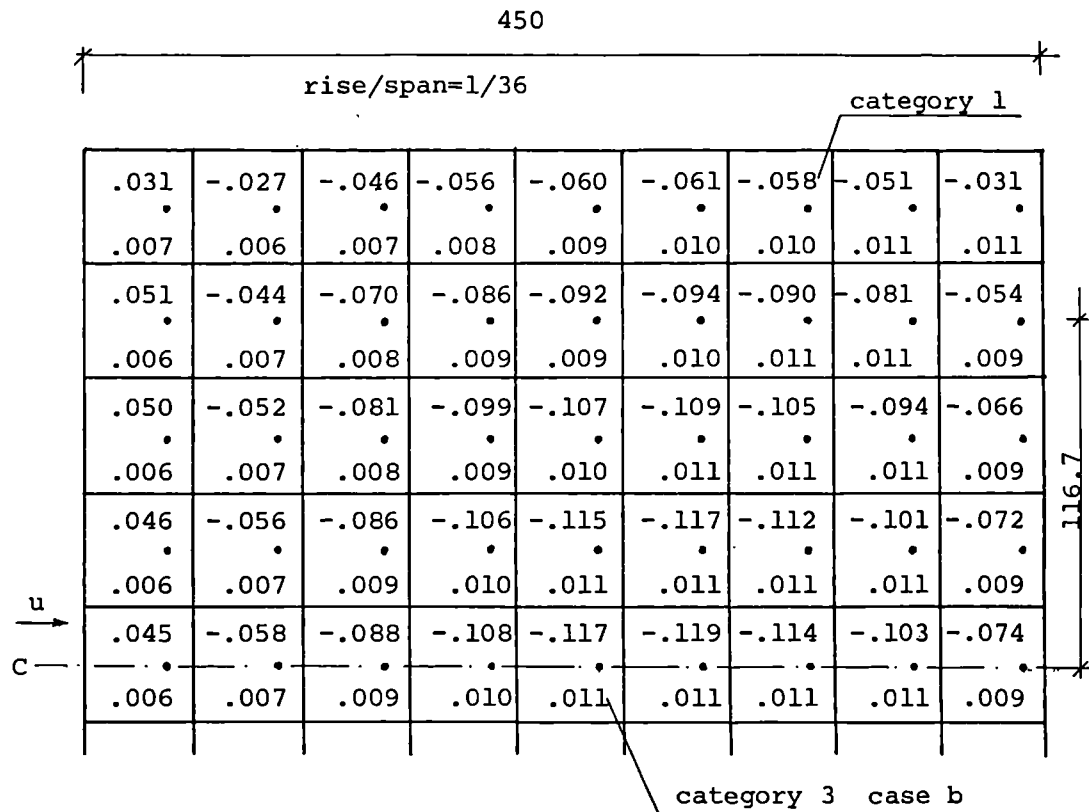 450
rise/span=1/36
category 1
.031 -.027 -.046 -.056 -.060 -.061 -.058 -.051 -.031
.007 .006 .007 .008 .009 .010 .010 .011 .011
.051 -.044 -.070 -.086 -.092 -.094 -.090 -.081 -.054
.006 .007 .008 .009 .009 .010 .011 .011 .009
.050 -.052 -.081 -.099 -.107 -.109 -.105 -.094 -.066
.006 .007 .008 .009 .010 .011 .011 .011 .009
116.7
.046 -.056 -.086 -.106 -.115 -.117 -.112 -.101 -.072
.006 .007 .009 .010 .011 .011 .011 .011 .009
u
.045 -.058 -.088 -.108 -.117 -.119 -.114 -.103 -.074
C
.006 .007 .009 .010 .011 .011 .011 .011 .009
category 3 case b